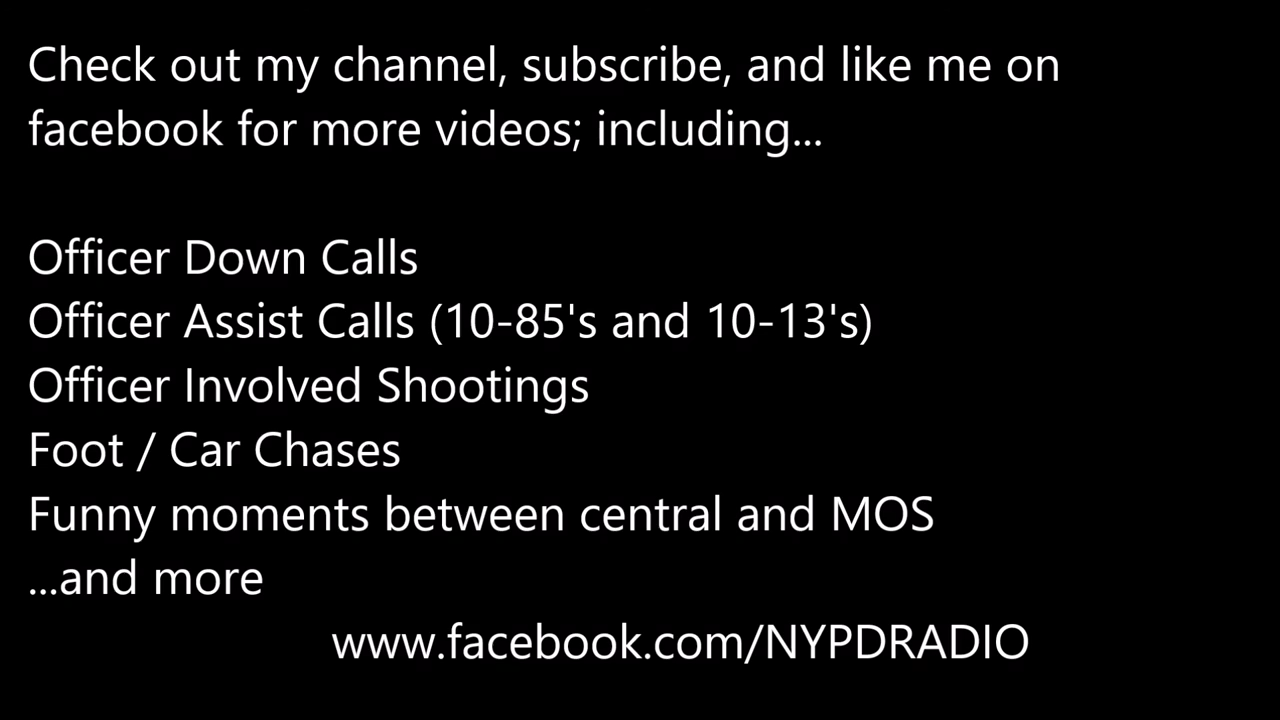 Check out my channel, subscribe, and like me on
facebook for more videos; including...
Officer Down Calls
Officer Assist Calls (10-85's and 10-13's)
Officer Involved Shootings
Foot / Car Chases
Funny moments between central and MOS
...and more
www.facebook.com/NYPDRADIO